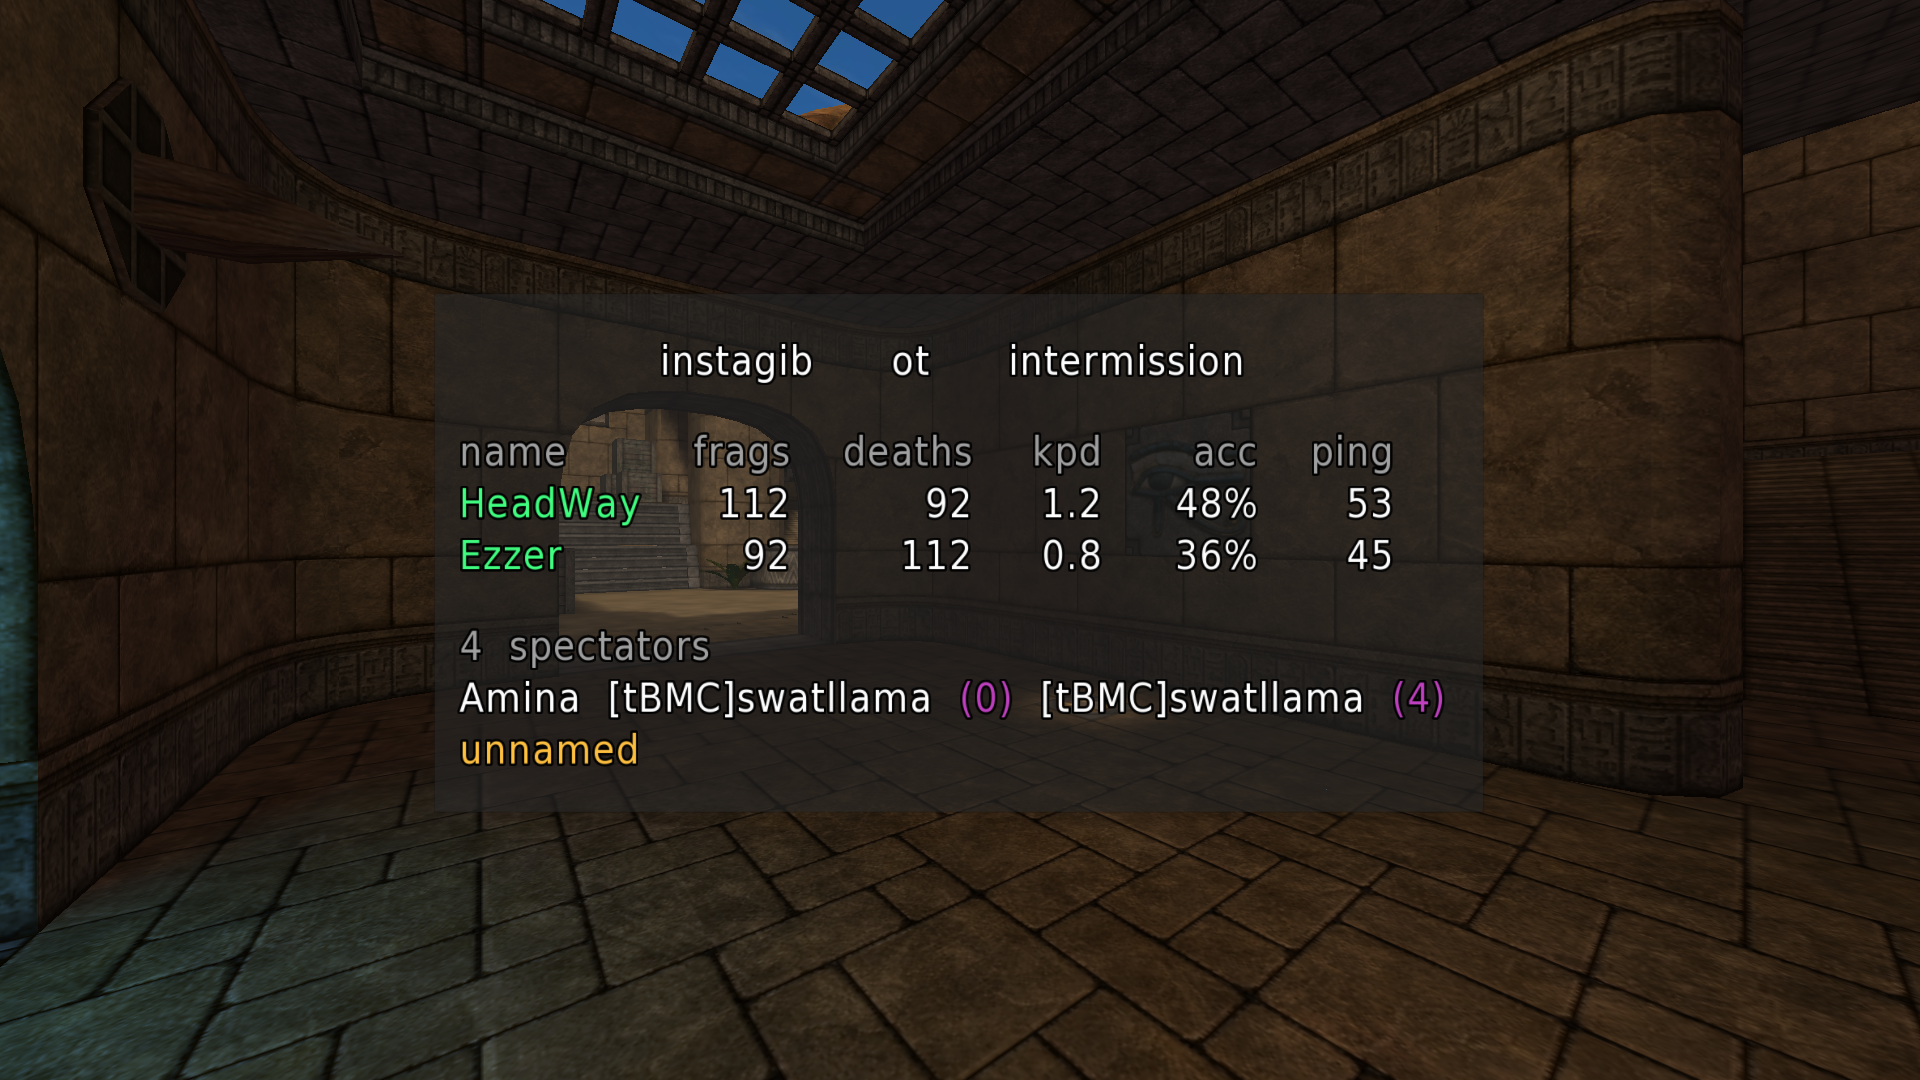 instagib ot intermission
name frags deaths kpd acc ping
HeadWay 112 92 1.2 48% 53
Ezzer 92 112 0.8 36% 45
4 spectators
Amina [tBMC]swatllama (0) [tBMC]swatllama (4)
unnamed